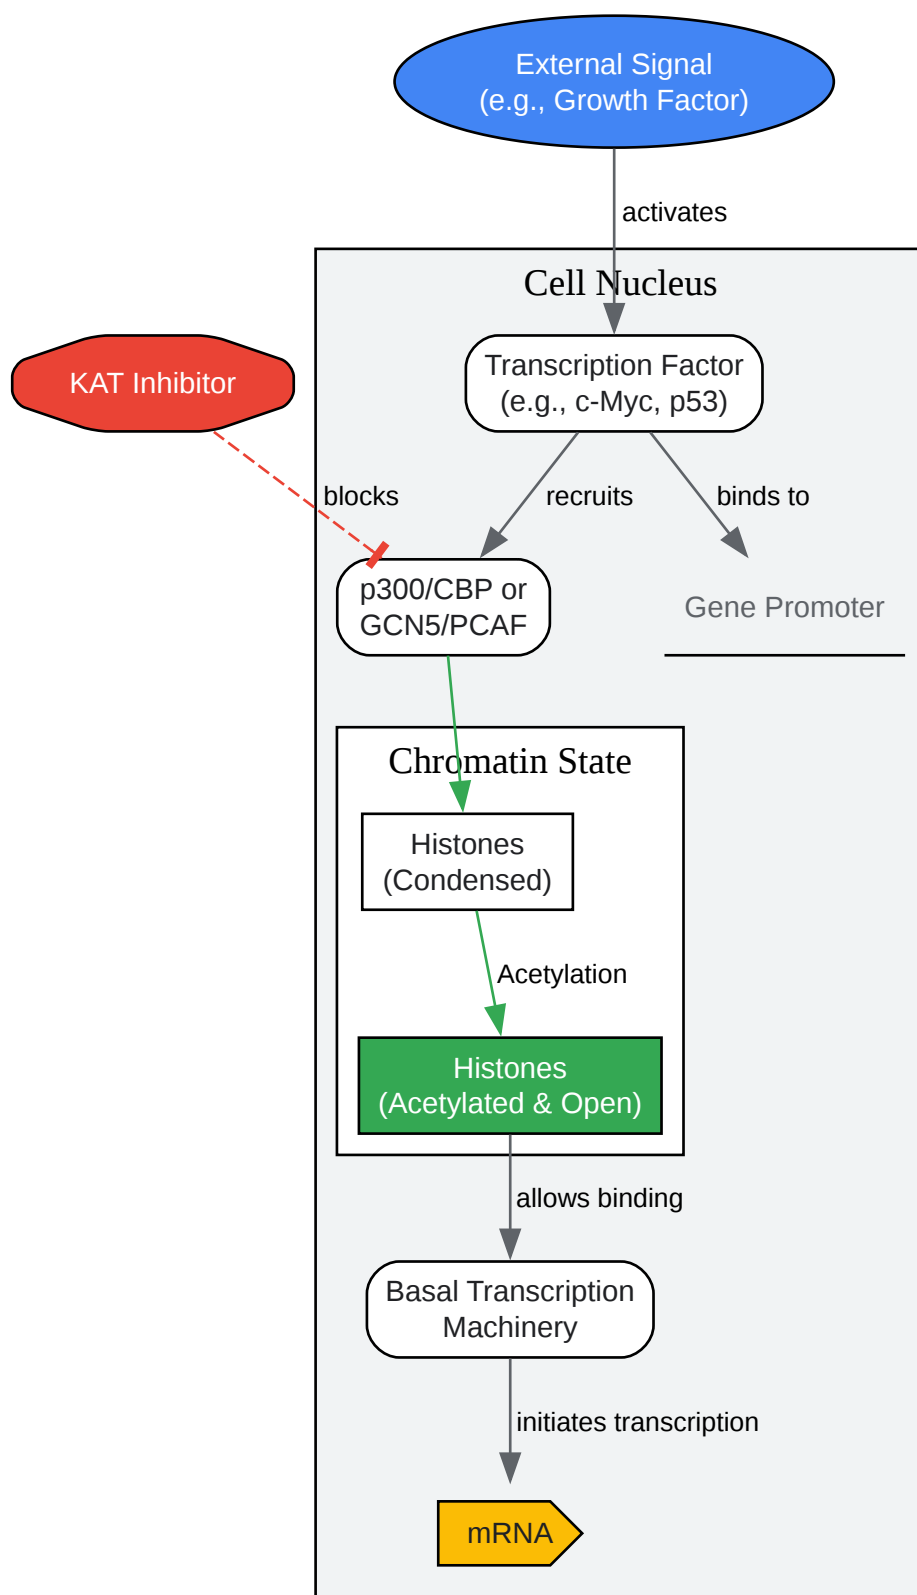 External Signal
(e.g., Growth Factor)
activates
Cell Nucleus
Transcription Factor
(e.g., c-Myc, p53)
KAT Inhibitor
blocks
recruits
binds to
p300/CBP or
GCN5/PCAF
Gene Promoter
Chromatin State
Histones
(Condensed)
Acetylation
Histones
(Acetylated & Open)
allows binding
Basal Transcription
Machinery
initiates transcription
mRNA